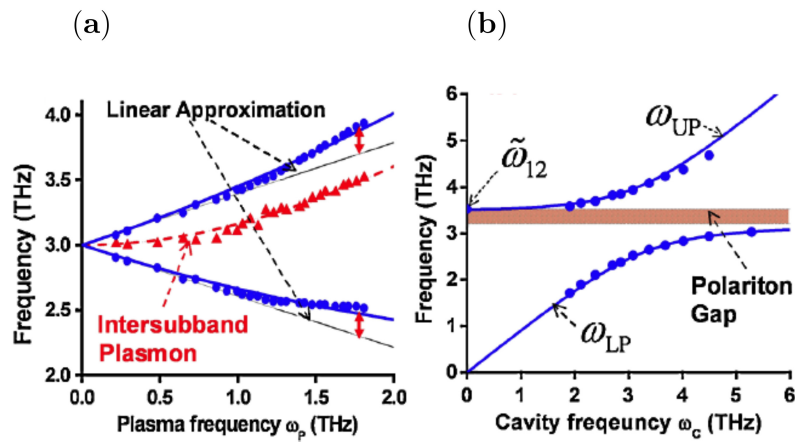 (a)
(b)
Linear Approximation
Intersubband
Plasmon
Frequency (THz)
4.0
3.5
3.0
2.5
2.0
0.0
0.5
1.0
1.5
2.0
Plasma frequency ωP (THz)
ωUP
ω̃12
Polariton
Gap
ωLP
Frequency (THz)
6
5
4
3
2
1
0
0
1
2
3
4
5
6
Cavity freqeuncy ωC (THz)